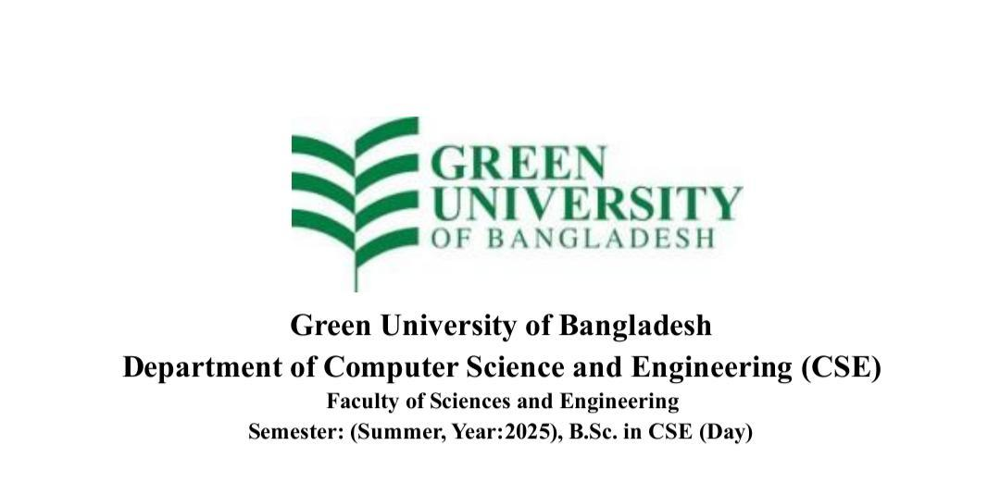 GREEN
UNIVERSITY
OF BANGLADESH
Green University of Bangladesh
Department of Computer Science and Engineering (CSE)
Faculty of Sciences and Engineering
Semester: (Summer, Year:2025), B.Sc. in CSE (Day)